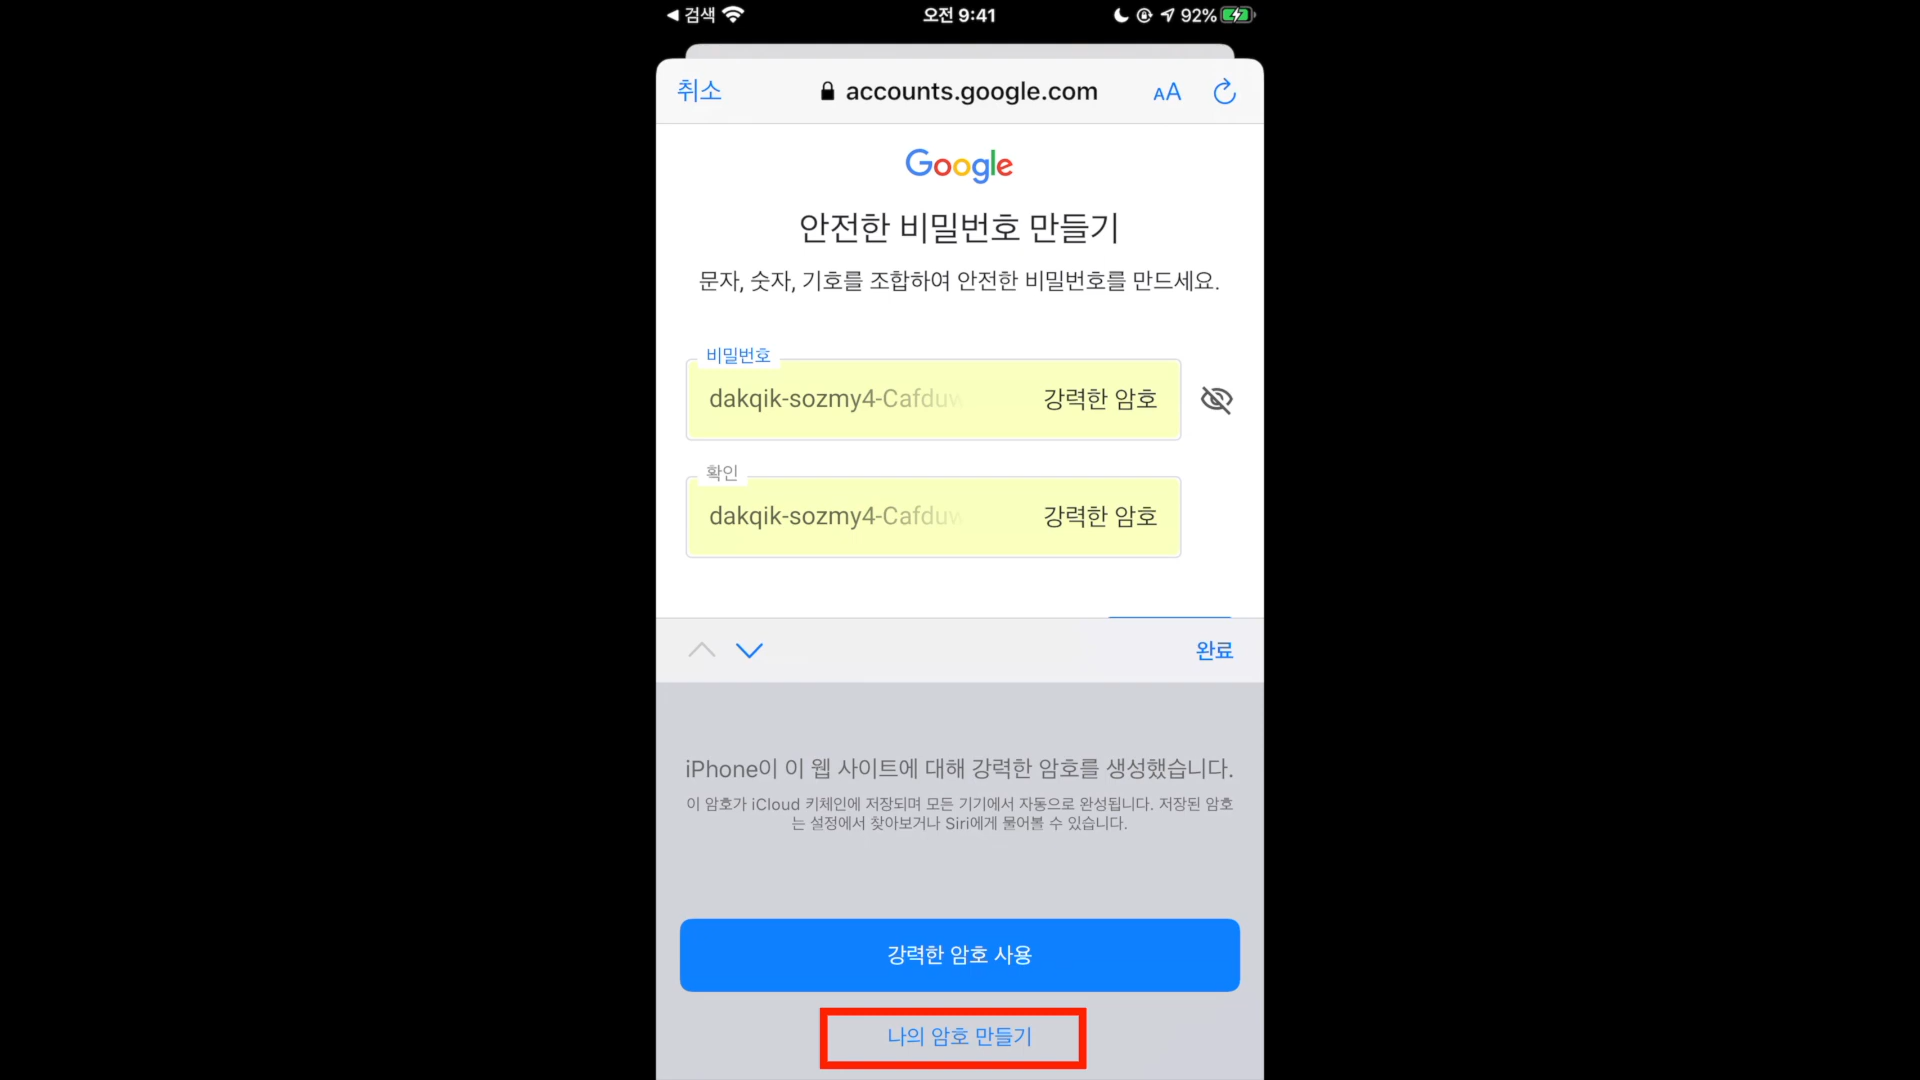 검색
오전 9:41
92%
취소
accounts.google.com
AA
Google
안전한 비밀번호 만들기
문자, 숫자, 기호를 조합하여 안전한 비밀번호를 만드세요.
비밀번호
dakqik-sozmy4-Cafduw 강력한 암호
확인
dakqik-sozmy4-Cafduw 강력한 암호
완료
iPhone이 이 웹 사이트에 대해 강력한 암호를 생성했습니다.
이 암호가 iCloud 키체인에 저장되며 모든 기기에서 자동으로 완성됩니다. 저장된 암호
는 설정에서 찾아보거나 Siri에게 물어볼 수 있습니다.
강력한 암호 사용
나의 암호 만들기